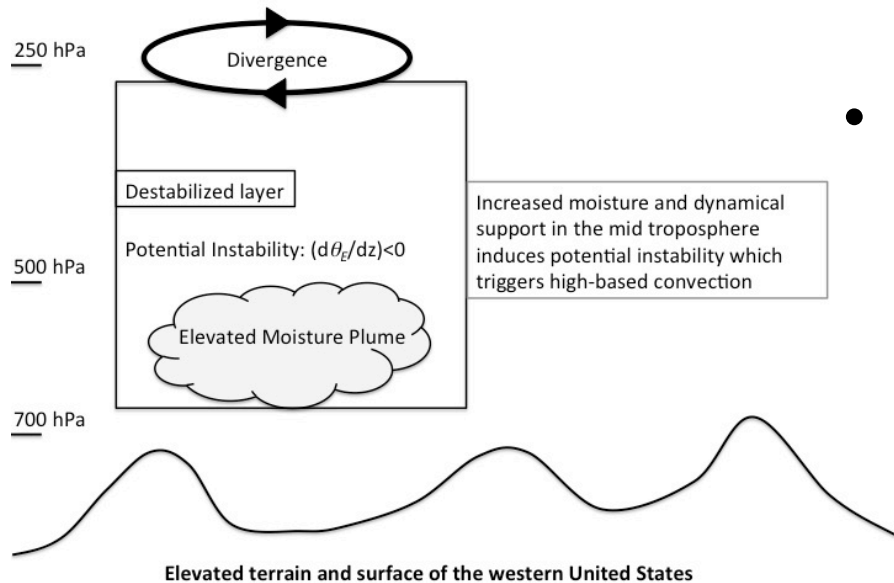 250 hPa
Divergence
Destabilized layer
Increased moisture and dynamical
support in the mid troposphere
induces potential instability which
triggers high-based convection
Potential Instability: (dθE/dz)<0
500 hPa
Elevated Moisture Plume
700 hPa
Elevated terrain and surface of the western United States